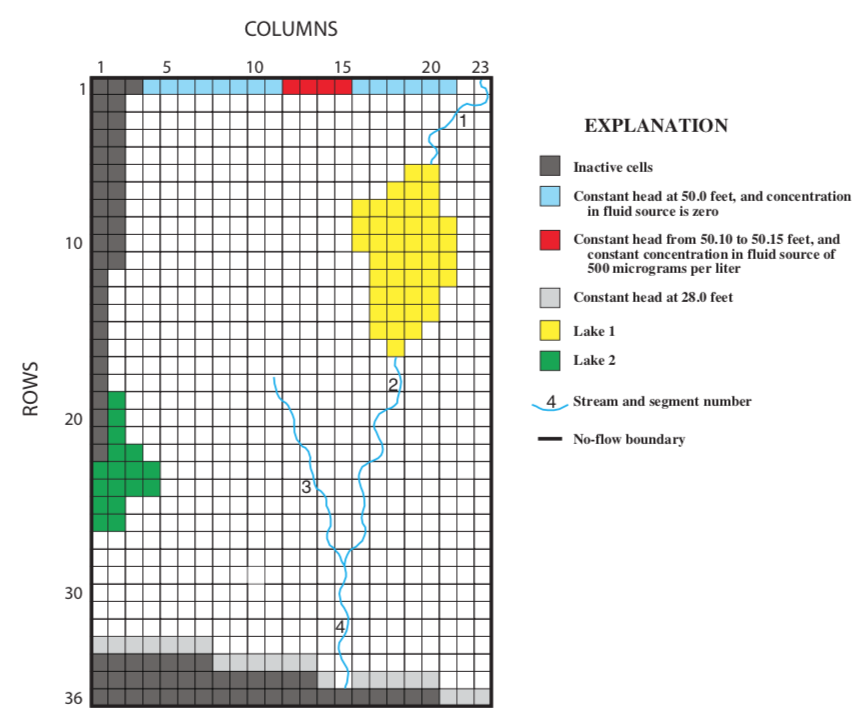 COLUMNS
1 5 10 15 20 23
1
10
20
30
36
ROWS
1
2
3
4
EXPLANATION
Inactive cells
Constant head at 50.0 feet, and concentration
in fluid source is zero
Constant head from 50.10 to 50.15 feet, and
constant concentration in fluid source of
500 micrograms per liter
Constant head at 28.0 feet
Lake 1
Lake 2
4 Stream and segment number
No-flow boundary